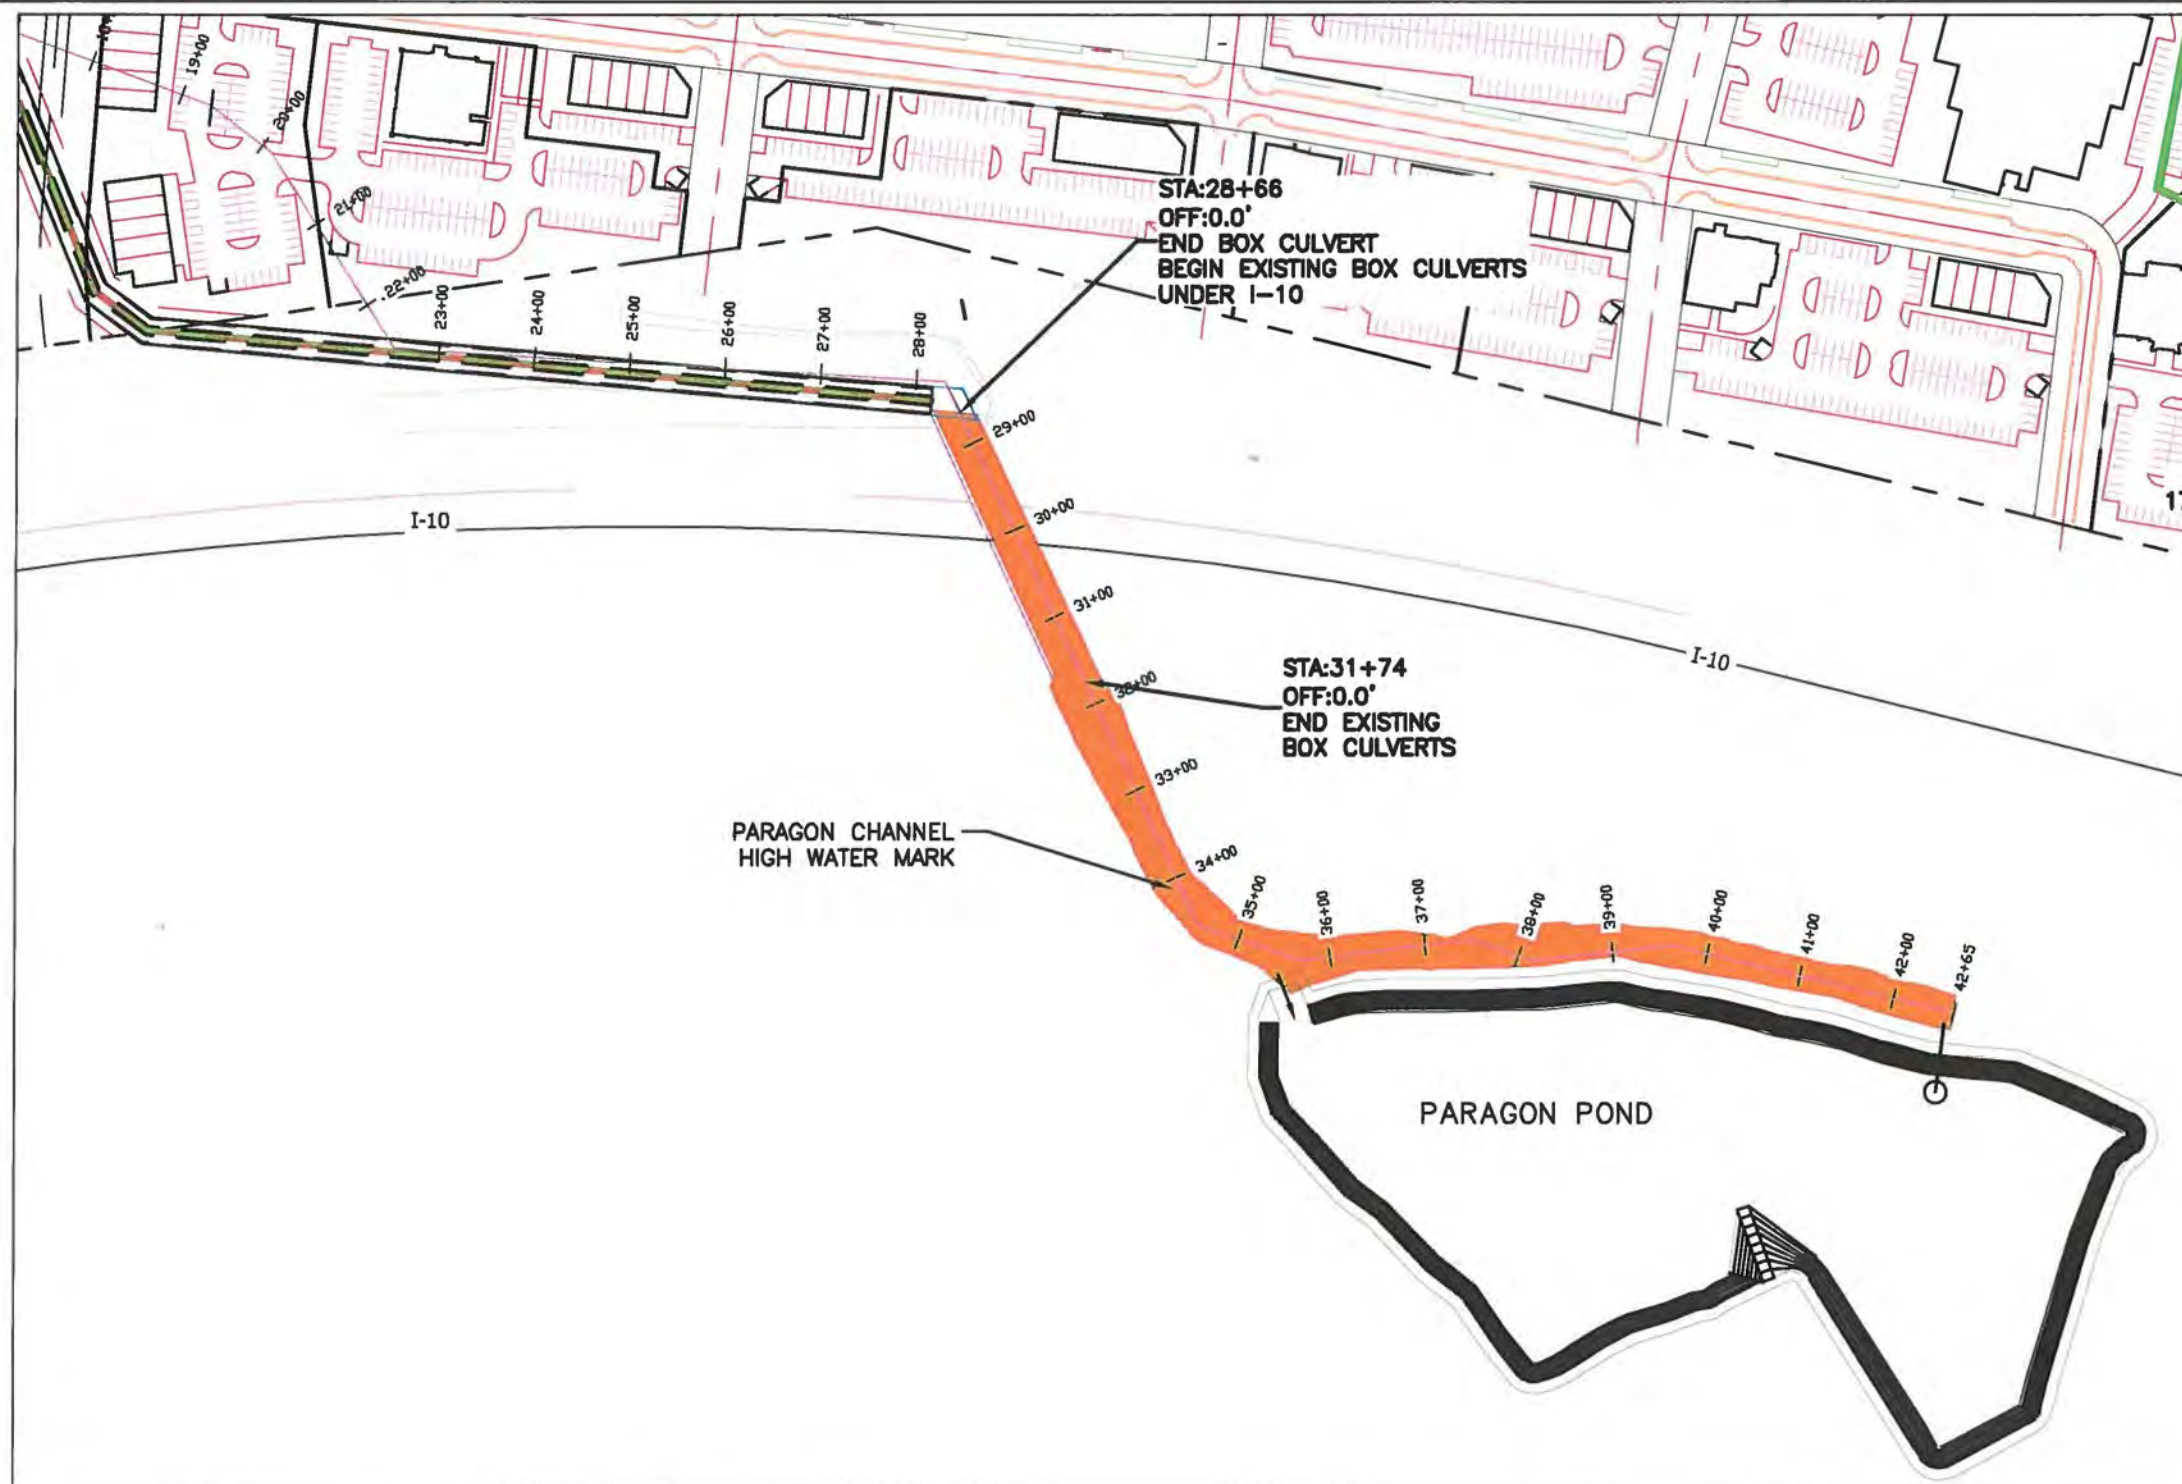 19+00
20+00
21+00
22+00
23+00
24+00
25+00
26+00
27+00
28+00
STA:28+66
OFF:0.0'
END BOX CULVERT
BEGIN EXISTING BOX CULVERTS
UNDER I-10
29+00
30+00
I-10
31+00
I-10
STA:31+74
OFF:0.0'
END EXISTING
BOX CULVERTS
33+00
PARAGON CHANNEL
HIGH WATER MARK
34+00
35+00
36+00
37+00
38+00
39+00
40+00
41+00
42+00
42+65
PARAGON POND